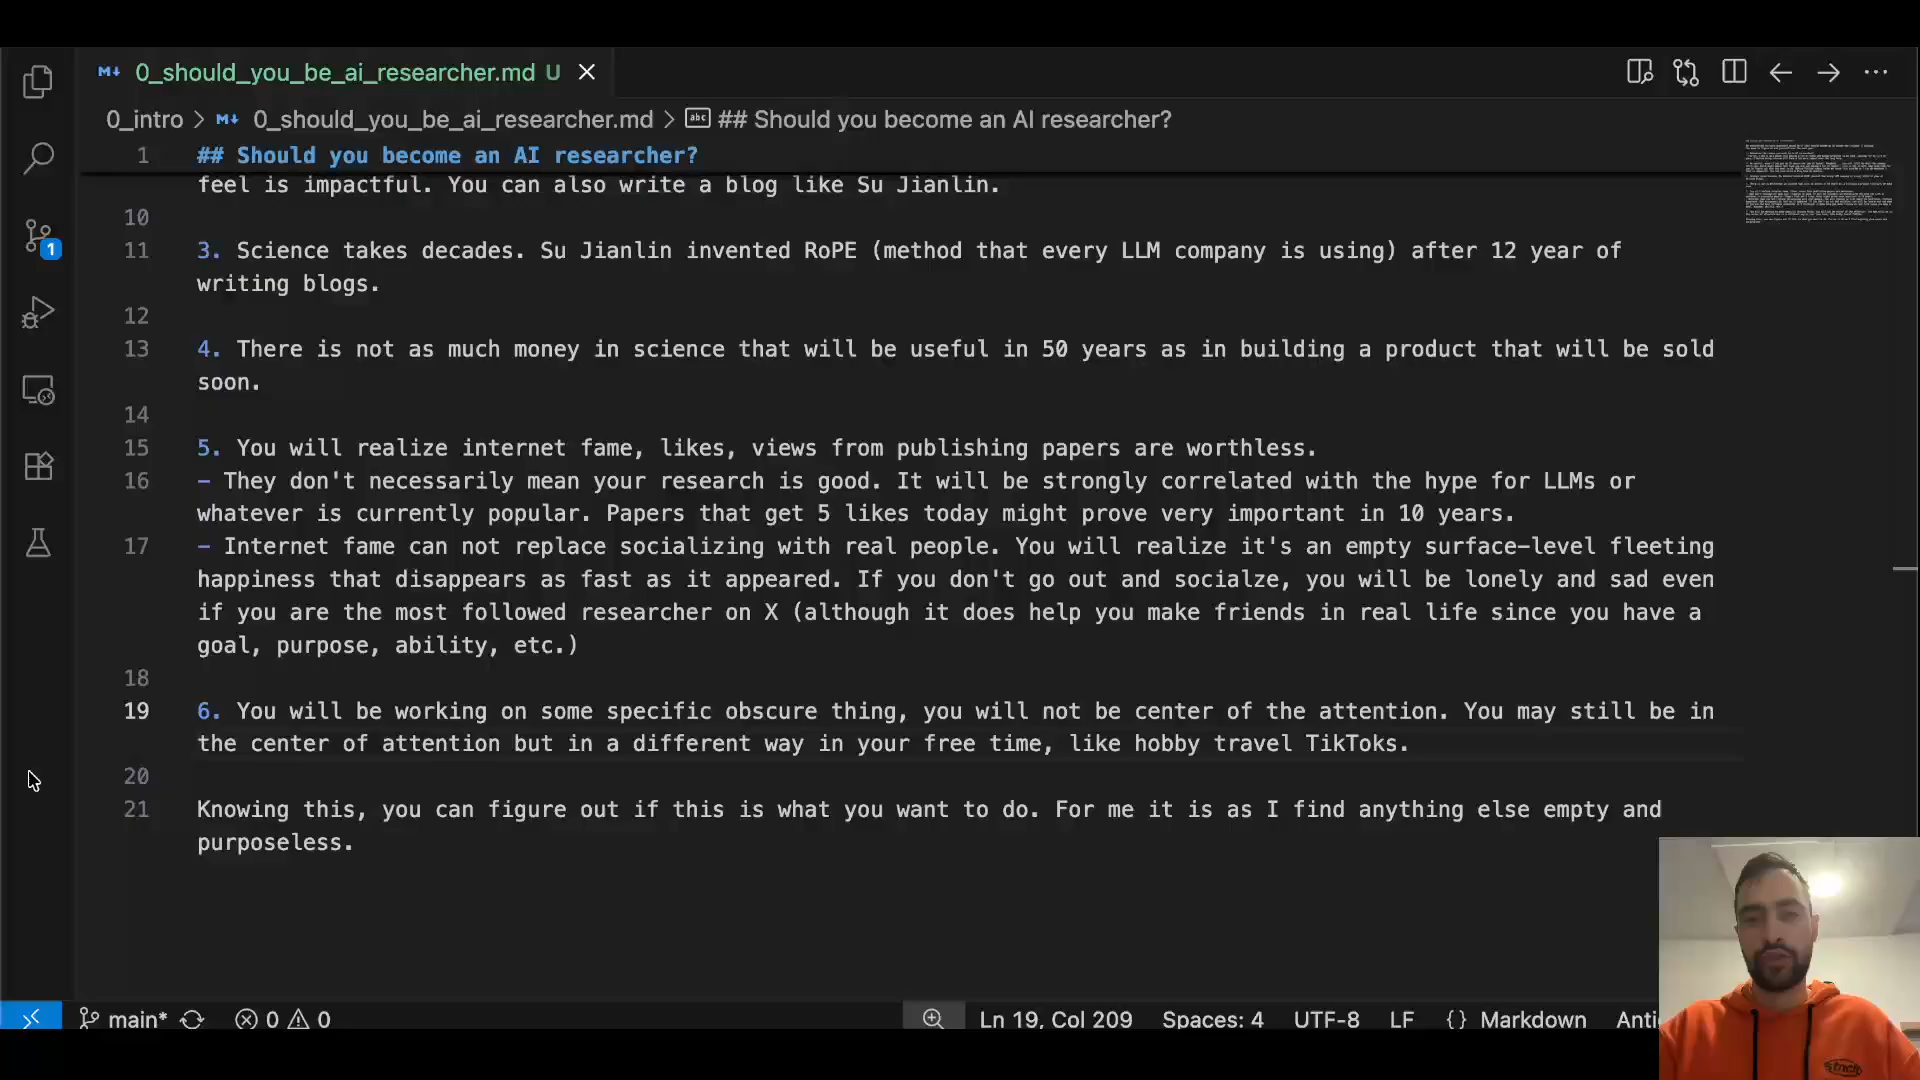 M↓ 0_should_you_be_ai_researcher.md U
0_intro > M↓ 0_should_you_be_ai_researcher.md > abc ## Should you become an AI researcher?
1 ## Should you become an AI researcher?
feel is impactful. You can also write a blog like Su Jianlin.
10
11 3. Science takes decades. Su Jianlin invented RoPE (method that every LLM company is using) after 12 year of
writing blogs.
12
13 4. There is not as much money in science that will be useful in 50 years as in building a product that will be sold
soon.
14
15 5. You will realize internet fame, likes, views from publishing papers are worthless.
16 - They don't necessarily mean your research is good. It will be strongly correlated with the hype for LLMs or
whatever is currently popular. Papers that get 5 likes today might prove very important in 10 years.
17 - Internet fame can not replace socializing with real people. You will realize it's an empty surface-level fleeting
happiness that disappears as fast as it appeared. If you don't go out and socialze, you will be lonely and sad even
if you are the most followed researcher on X (although it does help you make friends in real life since you have a
goal, purpose, ability, etc.)
18
19 6. You will be working on some specific obscure thing, you will not be center of the attention. You may still be in
the center of attention but in a different way in your free time, like hobby travel TikToks.
20
21 Knowing this, you can figure out if this is what you want to do. For me it is as I find anything else empty and
purposeless.
1
main* 0 0 Ln 19, Col 209 Spaces: 4 UTF-8 LF {} Markdown Anti